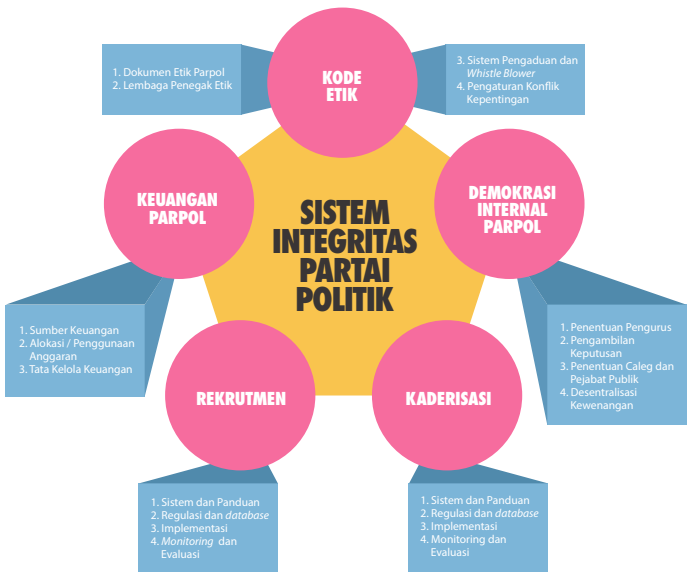 KODE
ETIK
1. Dokumen Etik Parpol
2. Lembaga Penegak Etik
3. Sistem Pengaduan dan
Whistle Blower
4. Pengaturan Konflik
Kepentingan
KEUANGAN
PARPOL
DEMOKRASI
INTERNAL
PARPOL
SISTEM
INTEGRITAS
PARTAI
POLITIK
1. Sumber Keuangan
2. Alokasi / Penggunaan
Anggaran
3. Tata Kelola Keuangan
1. Penentuan Pengurus
2. Pengambilan
Keputusan
3. Penentuan Caleg dan
Pejabat Publik
4. Desentralisasi
Kewenangan
REKRUTMEN
KADERISASI
1. Sistem dan Panduan
2. Regulasi dan database
3. Implementasi
4. Monitoring dan
Evaluasi
1. Sistem dan Panduan
2. Regulasi dan database
3. Implementasi
4. Monitoring dan
Evaluasi